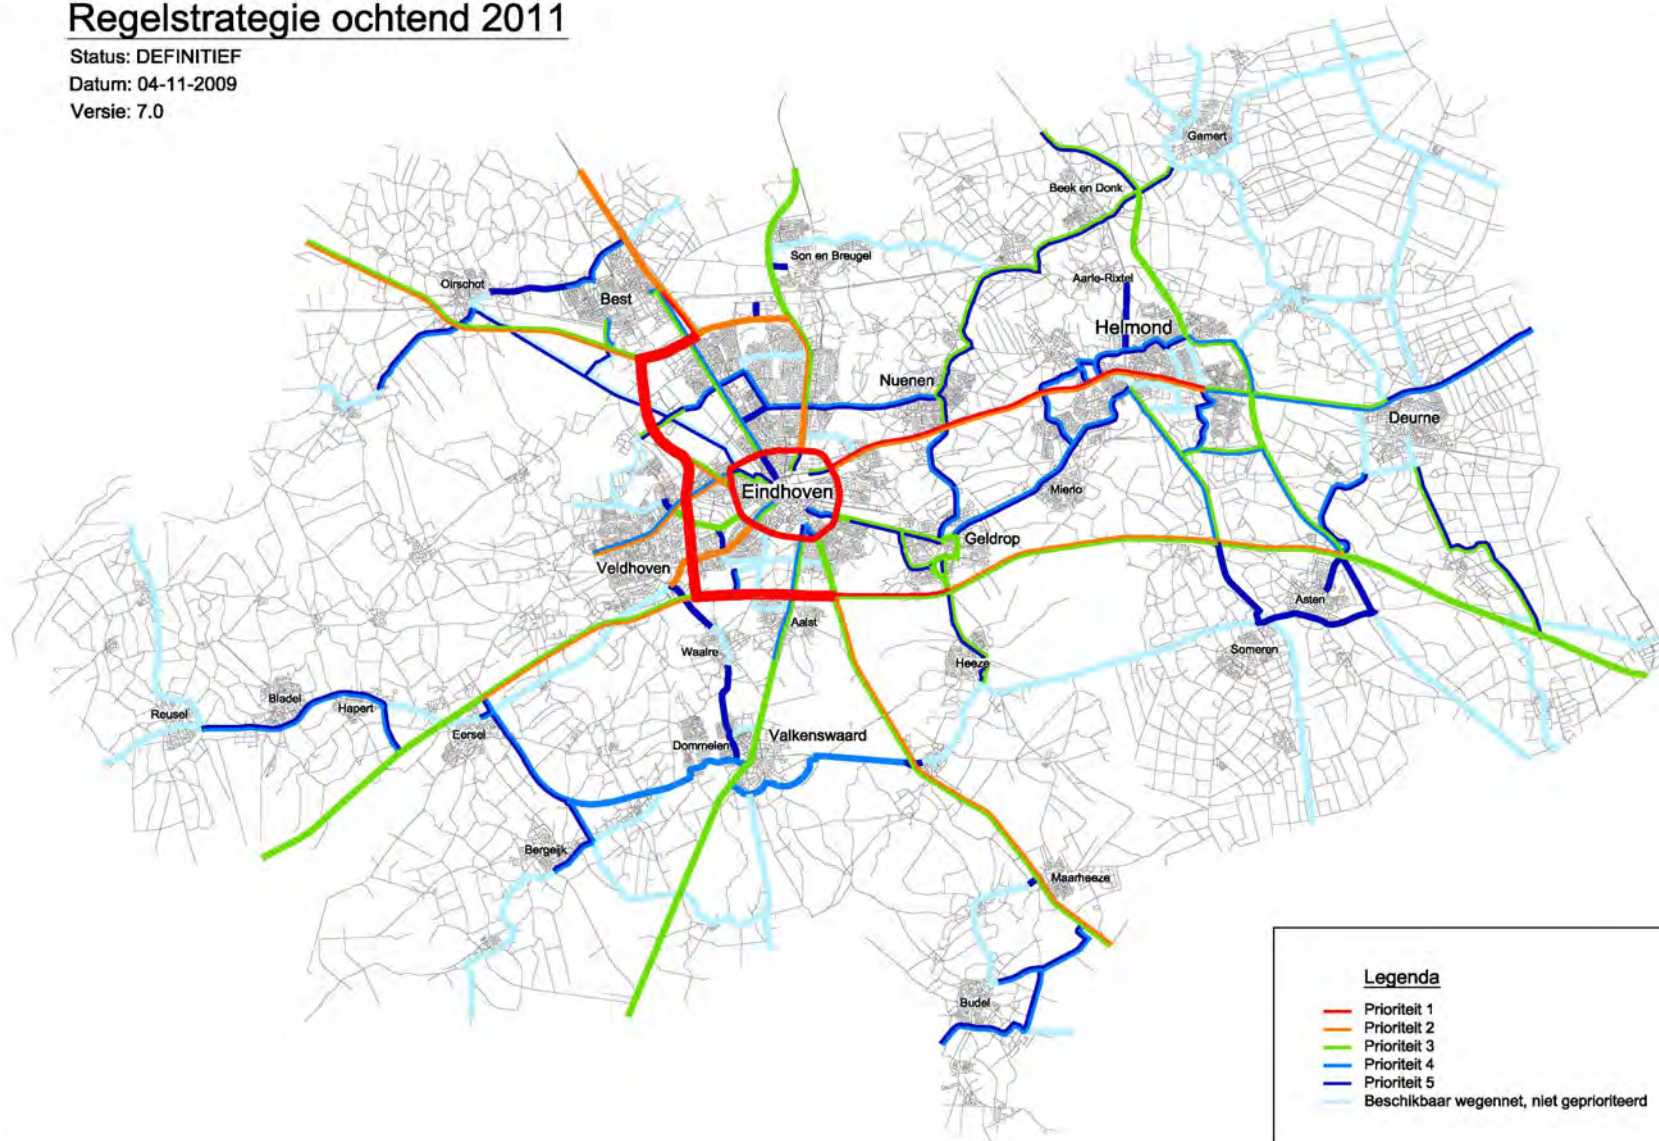 Regelstrategie ochtend 2011
Status: DEFINITIEF
Datum: 04-11-2009
Versie: 7.0
Gemert
Beek en Donk
Son en Breugel
Aarle-Rixtel
Oirschot
Best
Helmond
Nuenen
Deurne
Eindhoven
Mierlo
Geldrop
Veldhoven
Asten
Aalst
Waalre
Someren
Heeze
Bladel
Hapert
Reusel
Eersel
Dommelen
Valkenswaard
Bergeijk
Maarheeze
Budel
Legenda
Prioriteit 1
Prioriteit 2
Prioriteit 3
Prioriteit 4
Prioriteit 5
Beschikbaar wegennet, niet geprioriteerd